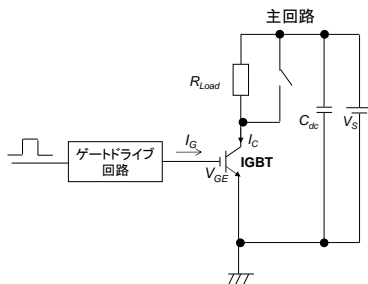 主回路
R_Load
I_G
I_C
C_dc
V_S
ゲートドライブ
回路
V_GE
IGBT